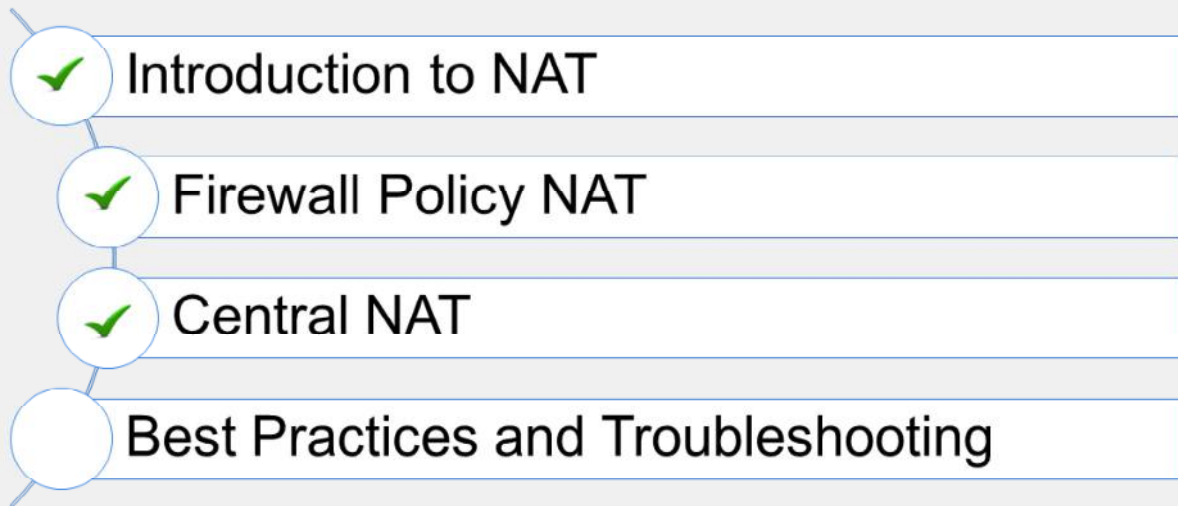 Introduction to NAT
Firewall Policy NAT
Central NAT
Best Practices and Troubleshooting